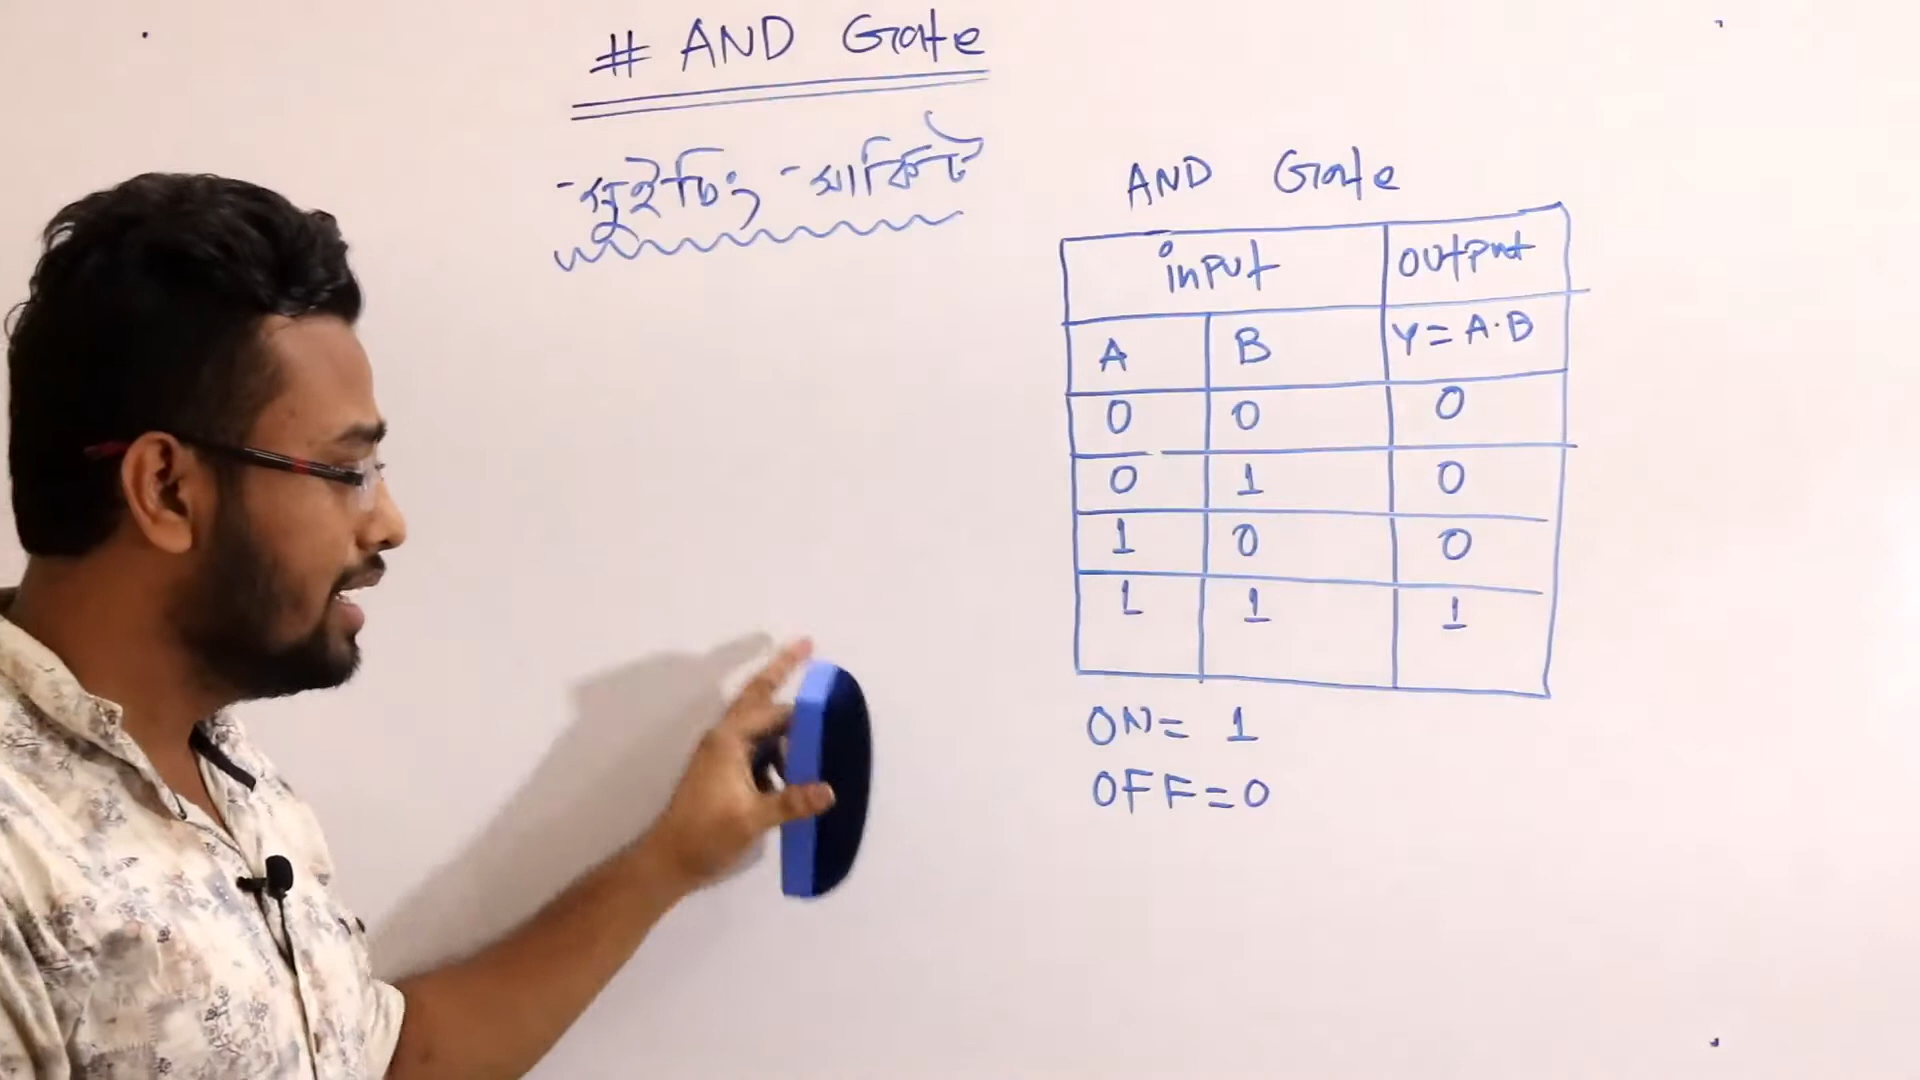 # AND Gate
সুইচিং সার্কিট
AND Gate
input output
A B Y = A·B
0 0 0
0 1 0
1 0 0
1 1 1
ON = 1
OFF = 0